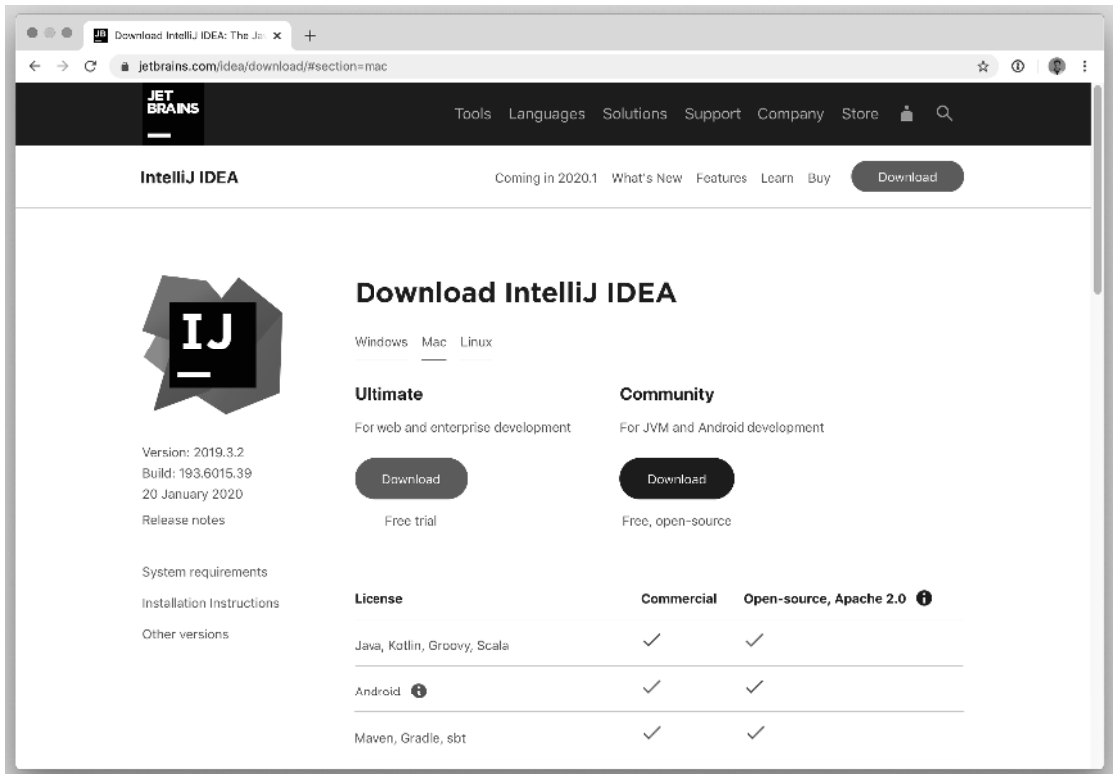 JB Download IntelliJ IDEA: The Ja
jetbrains.com/idea/download/#section=mac
JET
BRAINS
Tools Languages Solutions Support Company Store
IntelliJ IDEA
Coming in 2020.1 What's New Features Learn Buy Download
IJ
Download IntelliJ IDEA
Windows Mac Linux
Ultimate Community
For web and enterprise development For JVM and Android development
Version: 2019.3.2
Build: 193.6015.39
20 January 2020
Release notes
Download Download
Free trial Free, open-source
System requirements
Installation Instructions
Other versions
License Commercial Open-source, Apache 2.0
Java, Kotlin, Groovy, Scala
Android
Maven, Gradle, sbt